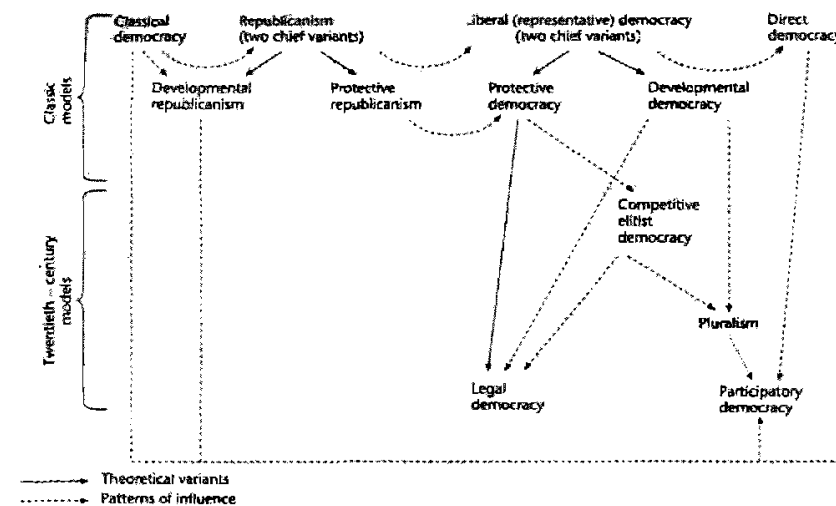 Classical
democracy
Republicanism
(two chief variants)
Liberal (representative) democracy
(two chief variants)
Direct
democracy
Developmental
republicanism
Protective
republicanism
Protective
democracy
Developmental
democracy
Classic
models
Competitive
elitist
democracy
Twentieth – century
models
Pluralism
Legal
democracy
Participatory
democracy
Theoretical variants
Patterns of influence